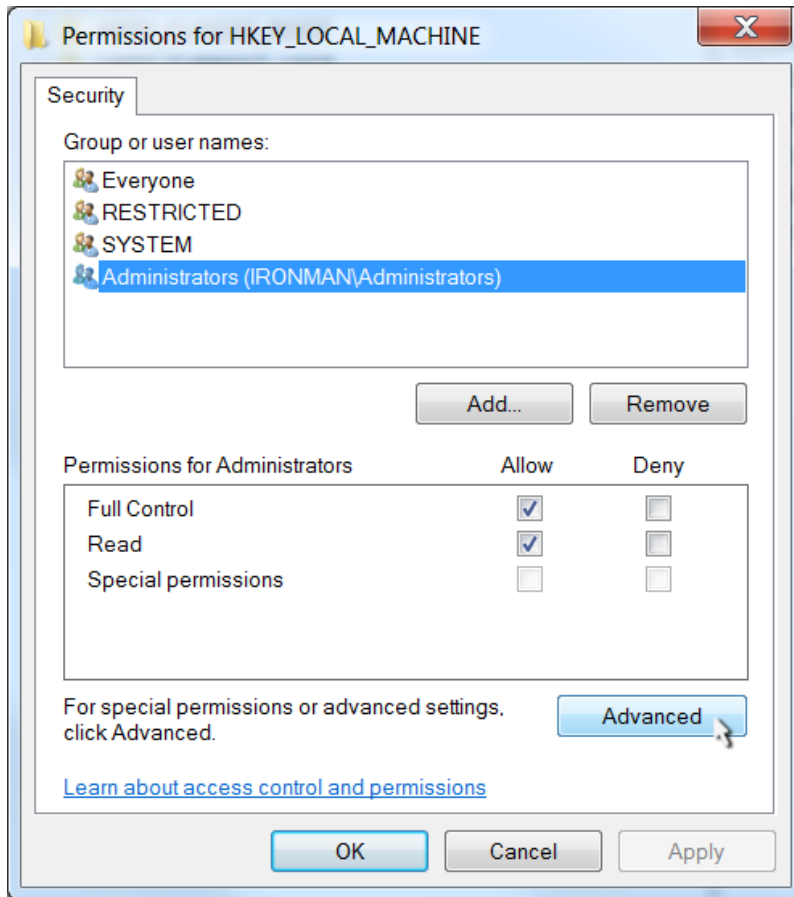 Permissions for HKEY_LOCAL_MACHINE
Security
Group or user names:
Everyone
RESTRICTED
SYSTEM
Administrators (IRONMAN\Administrators)
Add...
Remove
Permissions for Administrators Allow Deny
Full Control
Read
Special permissions
For special permissions or advanced settings,
click Advanced.
Advanced
Learn about access control and permissions
OK
Cancel
Apply